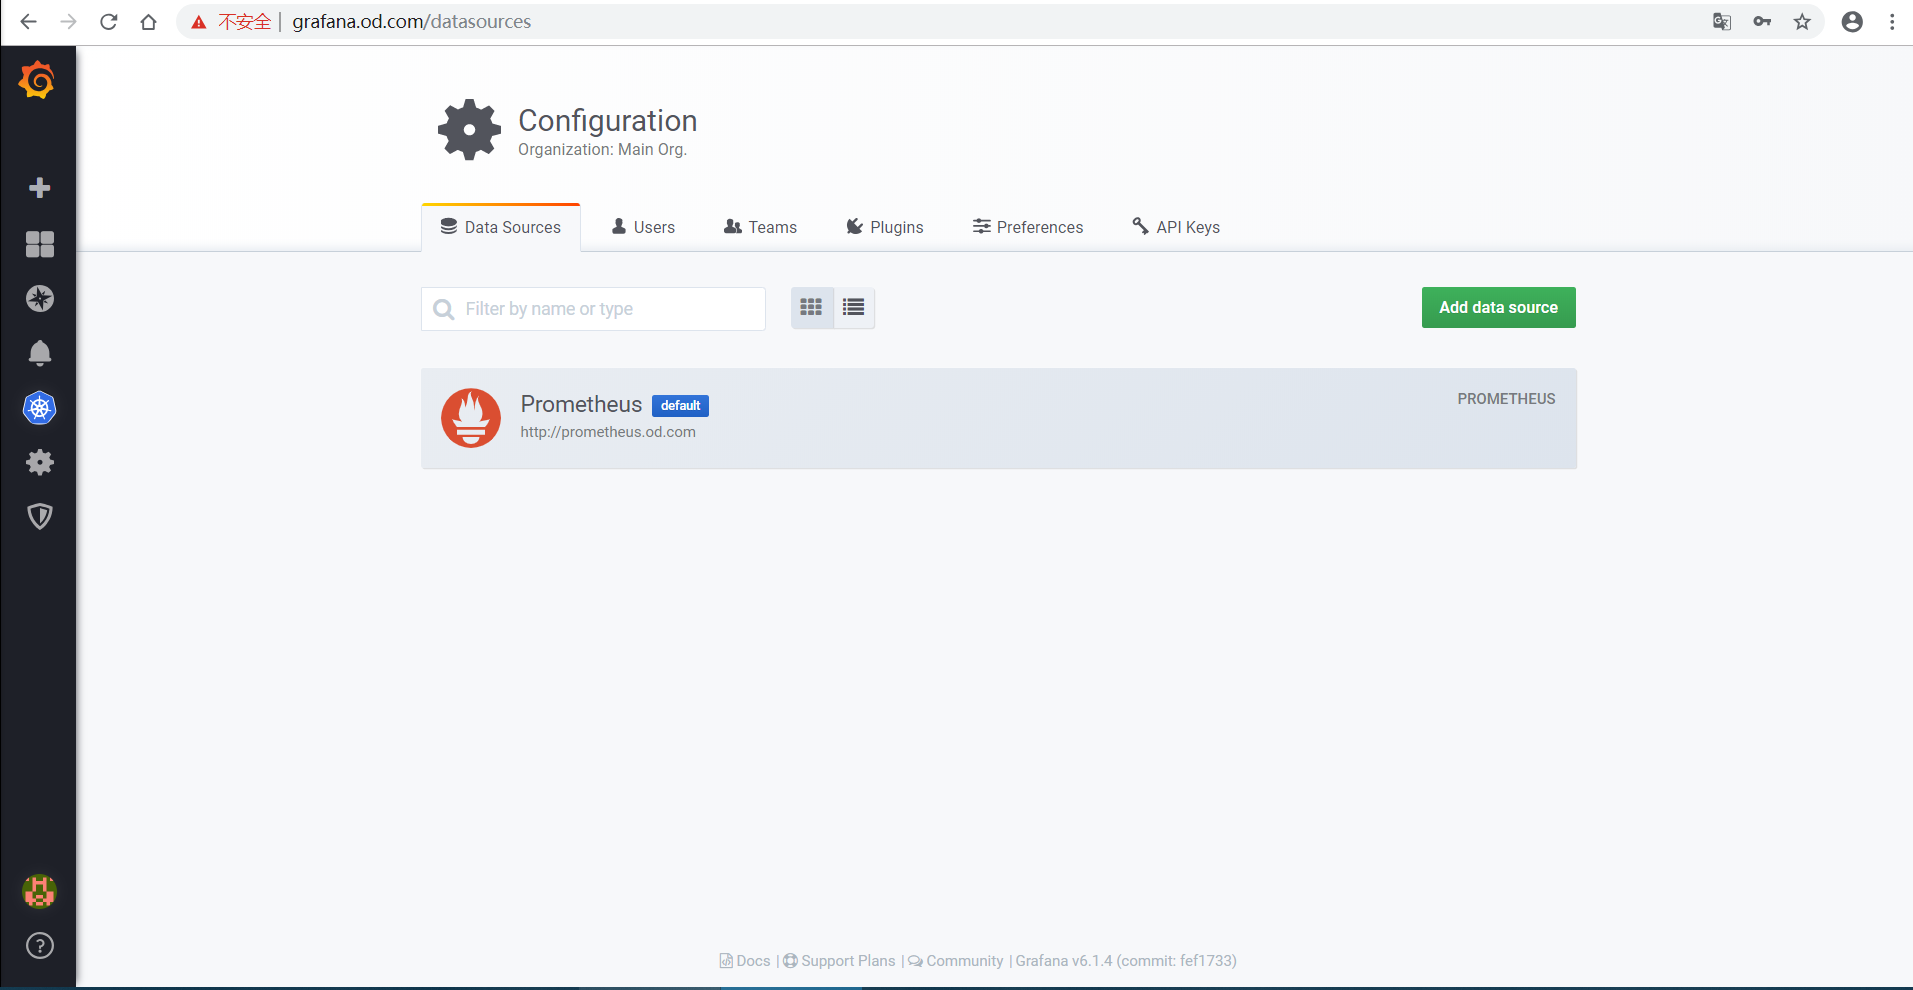 不安全 grafana.od.com/datasources
Configuration
Organization: Main Org.
Data Sources Users Teams Plugins Preferences API Keys
Filter by name or type Add data source
Prometheus default PROMETHEUS
http://prometheus.od.com
Docs | Support Plans | Community | Grafana v6.1.4 (commit: fef1733)